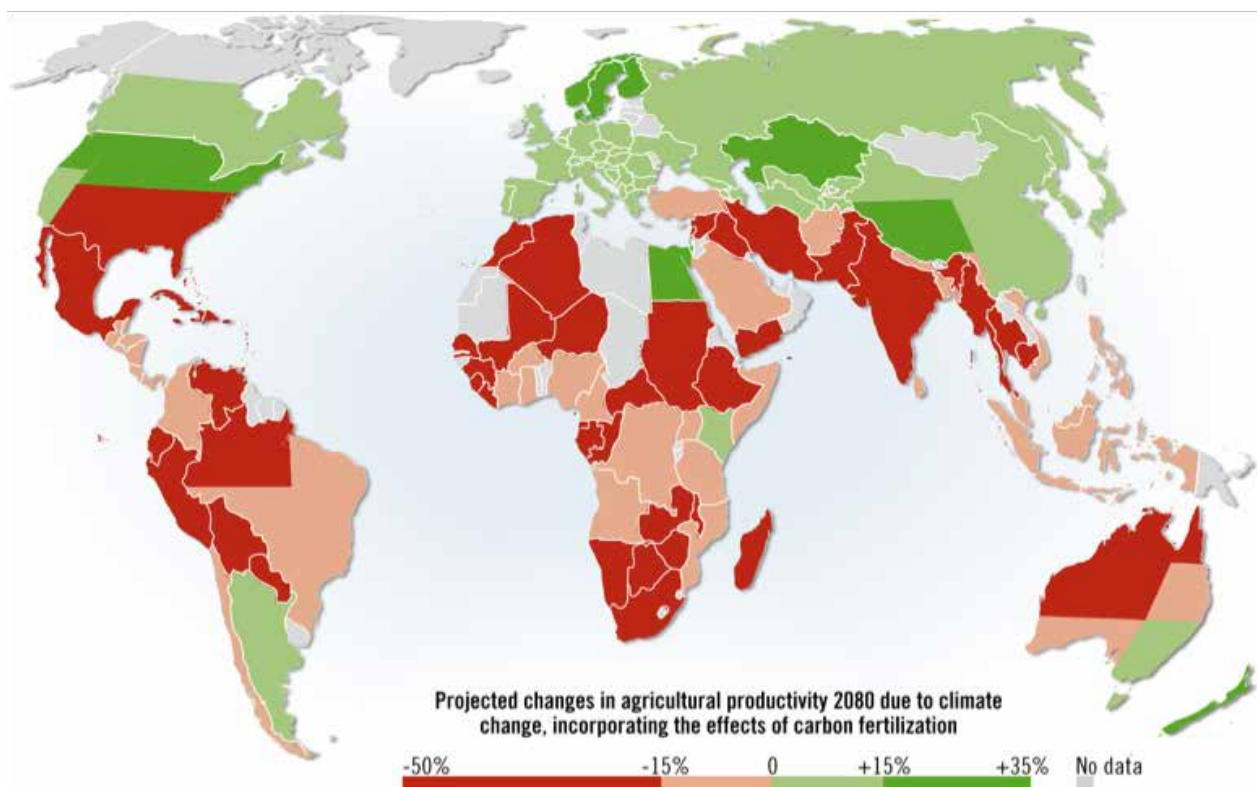 Projected changes in agricultural productivity 2080 due to climate
change, incorporating the effects of carbon fertilization
-50% -15% 0 +15% +35% No data